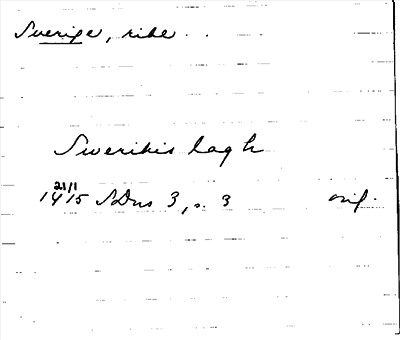 Sverige, rike
Swerikis lagh
21/1
1415 SDns 3, s. 3 orig.